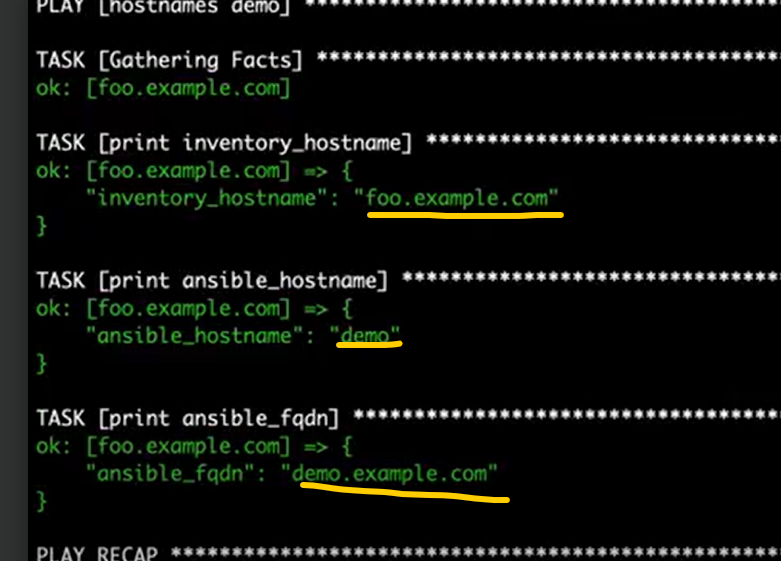 PLAY [hostnames demo] ****************************************
TASK [Gathering Facts] ***************************************
ok: [foo.example.com]
TASK [print inventory_hostname] ******************************
ok: [foo.example.com] => {
    "inventory_hostname": "foo.example.com"
}
TASK [print ansible_hostname] ********************************
ok: [foo.example.com] => {
    "ansible_hostname": "demo"
}
TASK [print ansible_fqdn] ************************************
ok: [foo.example.com] => {
    "ansible_fqdn": "demo.example.com"
}
PLAY RECAP ***************************************************